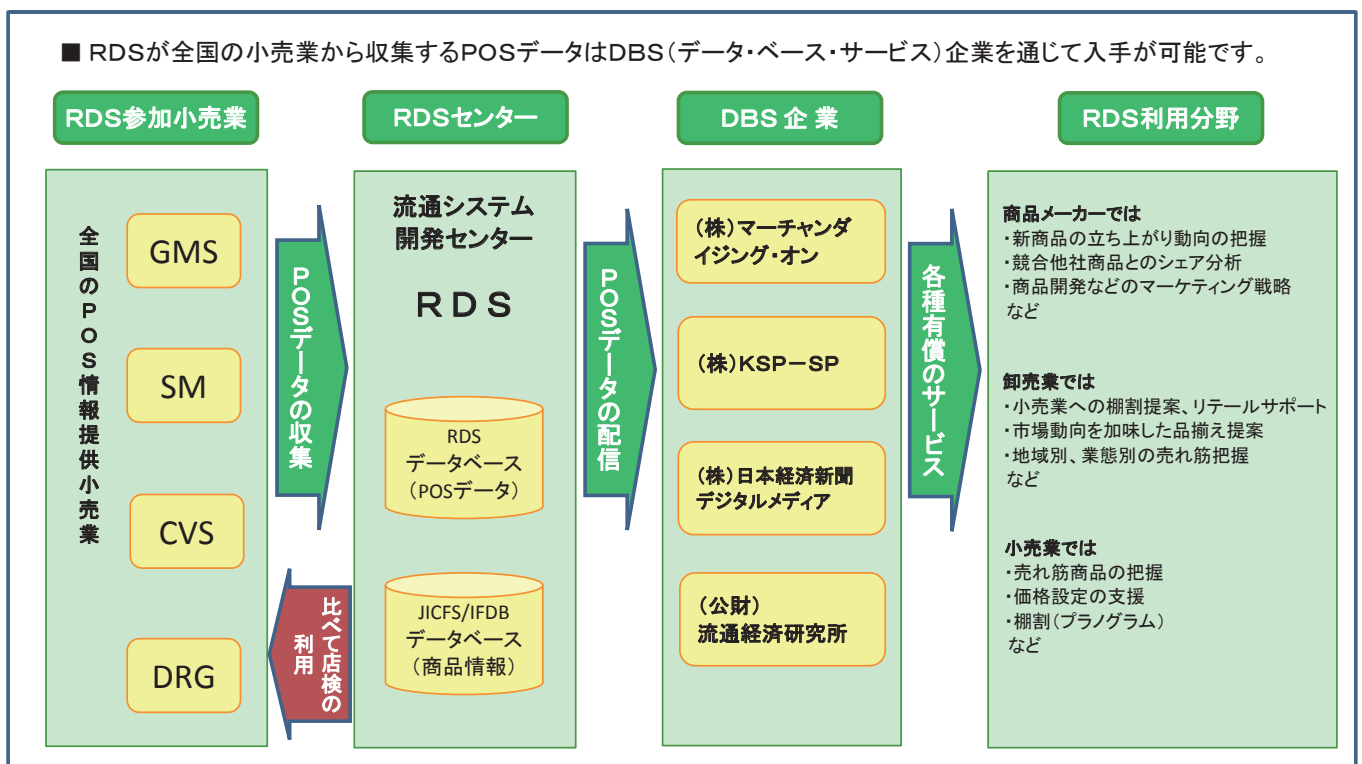 ■ RDSが全国の小売業から収集するPOSデータはDBS(データ・ベース・サービス)企業を通じて入手が可能です。
RDS参加小売業
RDSセンター
DBS 企 業
RDS利用分野
全国のPOS情報提供小売業
GMS
SM
CVS
DRG
POSデータの収集
比べて店検の
利用
流通システム
開発センター
RDS
RDS
データベース
(POSデータ)
JICFS/IFDB
データベース
(商品情報)
POSデータの配信
(株)マーチャンダ
イジング・オン
(株)KSP－SP
(株)日本経済新聞
デジタルメディア
(公財)
流通経済研究所
各種有償のサービス
商品メーカーでは
・新商品の立ち上がり動向の把握
・競合他社商品とのシェア分析
・商品開発などのマーケティング戦略
など
卸売業では
・小売業への棚割提案、リテールサポート
・市場動向を加味した品揃え提案
・地域別、業態別の売れ筋把握
など
小売業では
・売れ筋商品の把握
・価格設定の支援
・棚割(プラノグラム)
など